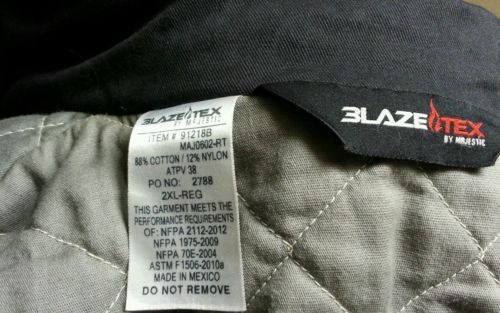 BLAZETEX
BY MAJESTIC
ITEM # 91218B
MAJ0602-RT
88% COTTON / 12% NYLON
ATPV 38
PO NO: 2788
2XL-REG
THIS GARMENT MEETS THE
PERFORMANCE REQUIREMENTS
OF: NFPA 2112-2012
NFPA 1975-2009
NFPA 70E-2004
ASTM F1506-2010a
MADE IN MEXICO
DO NOT REMOVE
BLAZETEX
BY MAJESTIC